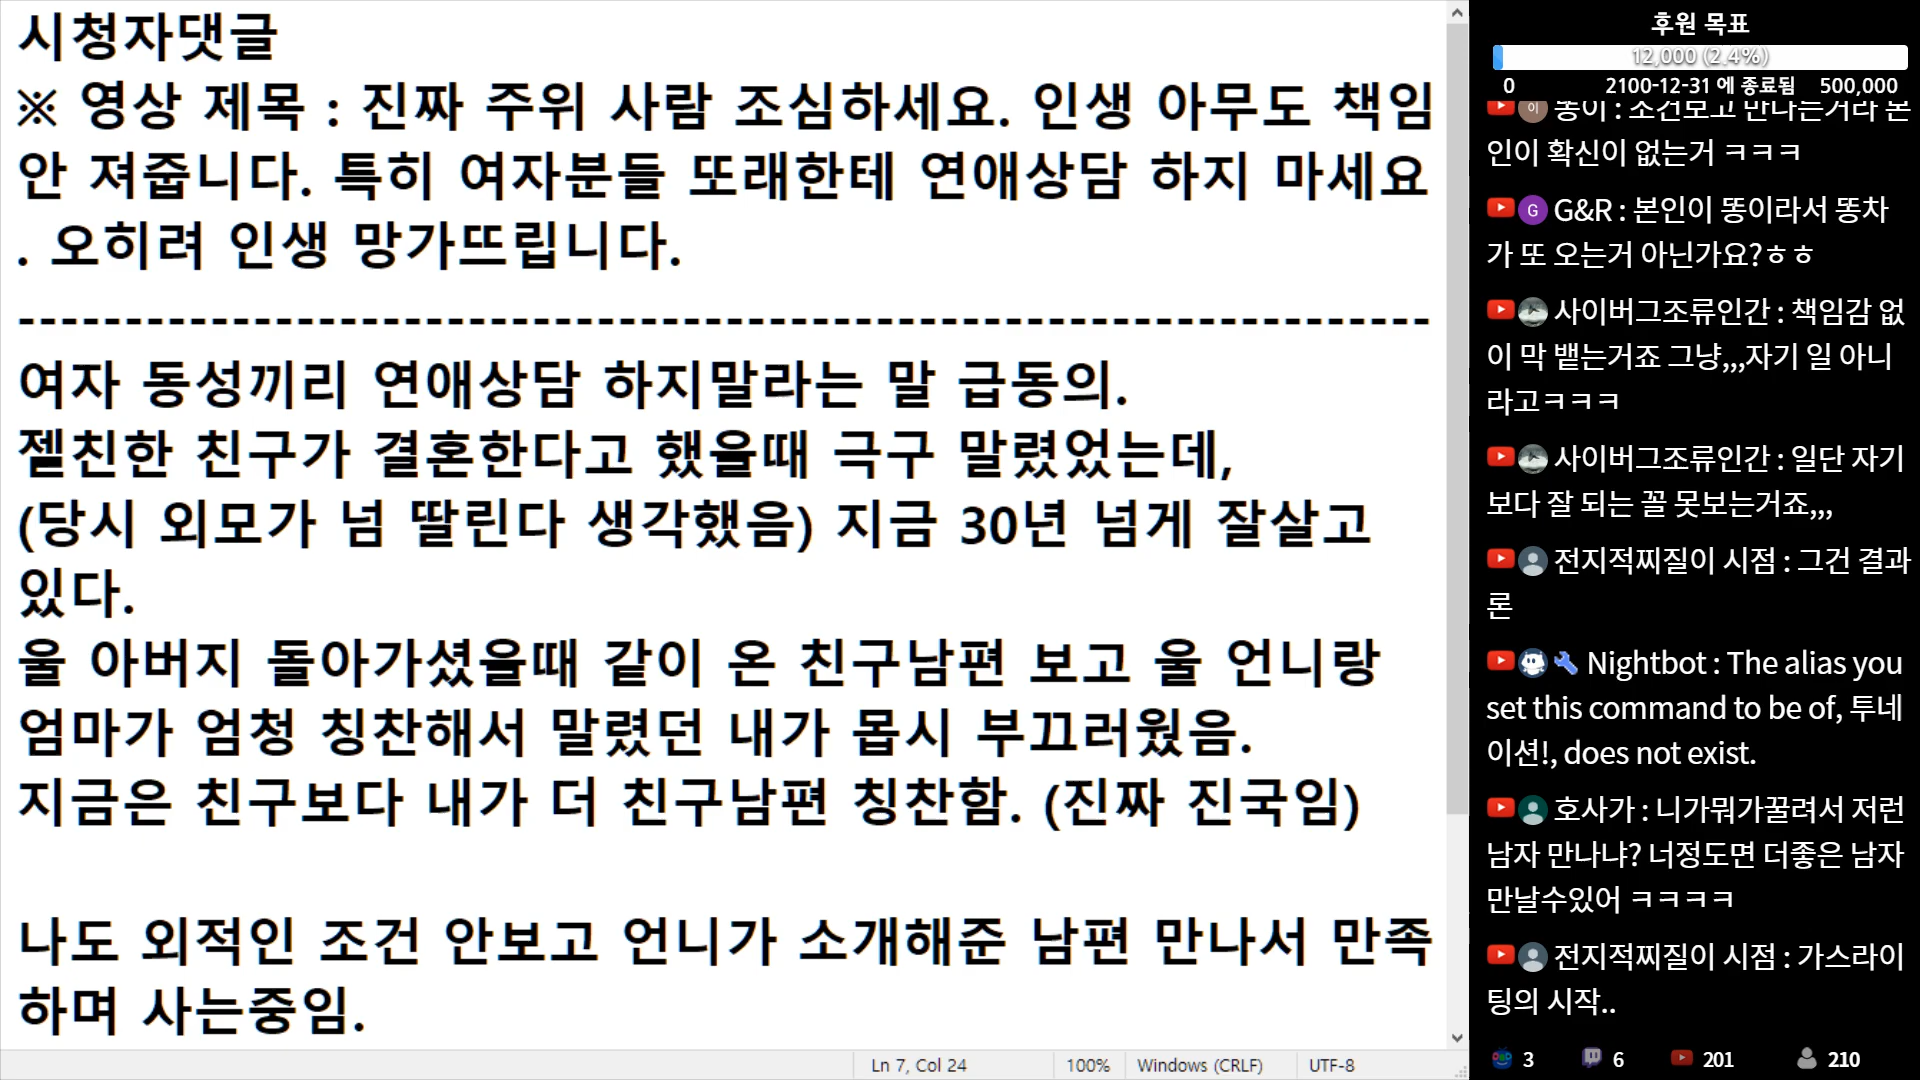 시청자댓글
※ 영상 제목 : 진짜 주위 사람 조심하세요. 인생 아무도 책임
안 져줍니다. 특히 여자분들 또래한테 연애상담 하지 마세요
. 오히려 인생 망가뜨립니다.
--------------------------------------------------------------------
여자 동성끼리 연애상담 하지말라는 말 급동의.
젤친한 친구가 결혼한다고 했을때 극구 말렸었는데,
(당시 외모가 넘 딸린다 생각했음) 지금 30년 넘게 잘살고
있다.
울 아버지 돌아가셨을때 같이 온 친구남편 보고 울 언니랑
엄마가 엄청 칭찬해서 말렸던 내가 몹시 부끄러웠음.
지금은 친구보다 내가 더 친구남편 칭찬함. (진짜 진국임)
나도 외적인 조건 안보고 언니가 소개해준 남편 만나서 만족
하며 사는중임.
Ln 7, Col 24
100%
Windows (CRLF)
UTF-8
후원 목표
12,000 (2.4%)
0 2100-12-31 에 종료됨 500,000
이 똥이 : 조건보고 만나는거라 본
인이 확신이 없는거 ㅋㅋㅋ
G G&R : 본인이 똥이라서 똥차
가 또 오는거 아닌가요?ㅎㅎ
사이버그조류인간 : 책임감 없
이 막 뱉는거죠 그냥,,,자기 일 아니
라고ㅋㅋㅋ
사이버그조류인간 : 일단 자기
보다 잘 되는 꼴 못보는거죠,,,
전지적찌질이 시점 : 그건 결과
론
Nightbot : The alias you
set this command to be of, 투네
이션!, does not exist.
호사가 : 니가뭐가꿀려서 저런
남자 만나냐? 너정도면 더좋은 남자
만날수있어 ㅋㅋㅋㅋ
전지적찌질이 시점 : 가스라이
팅의 시작..
3 6 201 210